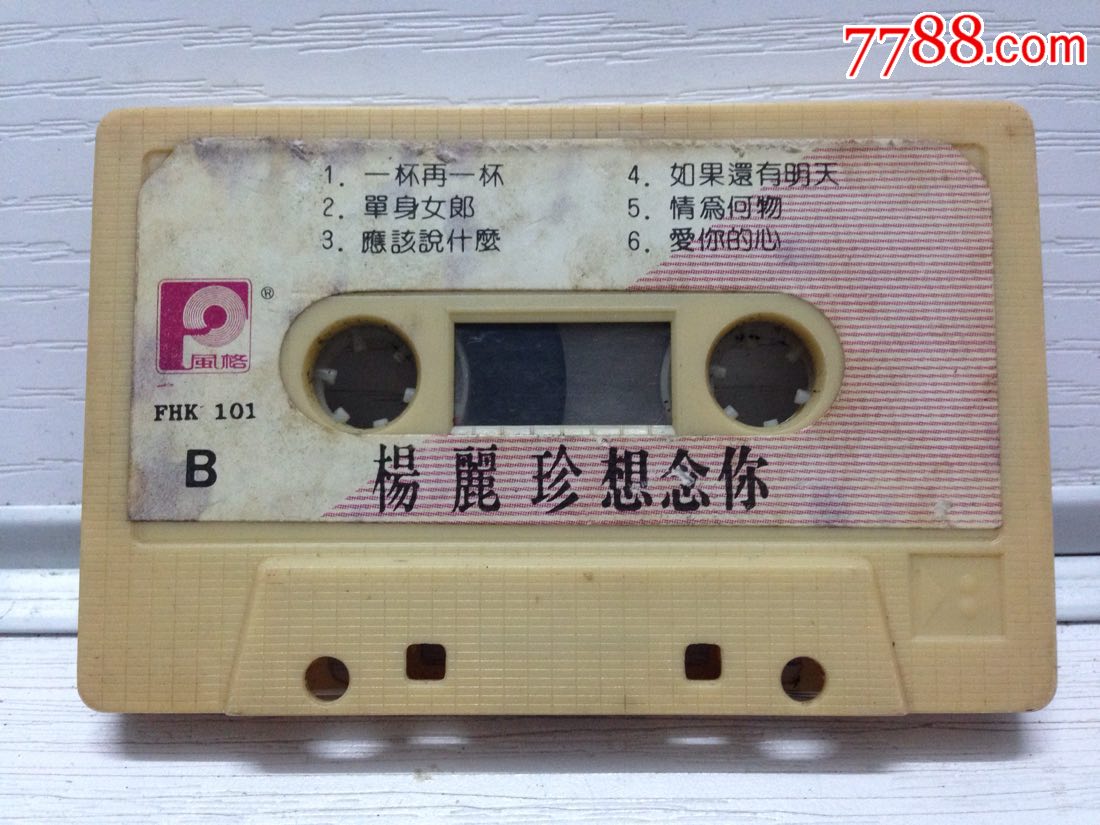 7788.com
1. 一杯再一杯
2. 單身女郎
3. 應該說什麼
4. 如果還有明天
5. 情爲何物
6. 愛你的心
®
風格
FHK 101
B
楊麗珍想念你